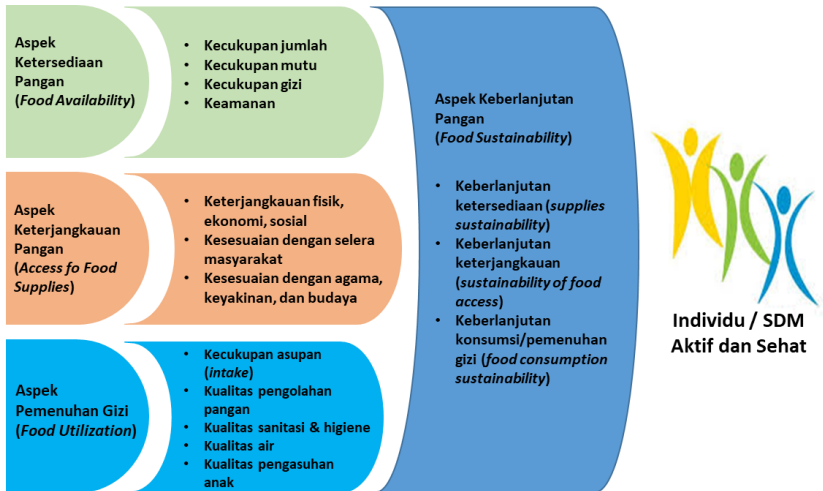 Aspek
Ketersediaan
Pangan
(Food Availability)
• Kecukupan jumlah
• Kecukupan mutu
• Kecukupan gizi
• Keamanan
Aspek
Keterjangkauan
Pangan
(Access fo Food
Supplies)
• Keterjangkauan fisik,
ekonomi, sosial
• Kesesuaian dengan selera
masyarakat
• Kesesuaian dengan agama,
keyakinan, dan budaya
Aspek
Pemenuhan Gizi
(Food Utilization)
• Kecukupan asupan
(intake)
• Kualitas pengolahan
pangan
• Kualitas sanitasi & higiene
• Kualitas air
• Kualitas pengasuhan
anak
Aspek Keberlanjutan
Pangan
(Food Sustainability)
• Keberlanjutan
ketersediaan (supplies
sustainability)
• Keberlanjutan
keterjangkauan
(sustainability of food
access)
• Keberlanjutan
konsumsi/pemenuhan
gizi (food consumption
sustainability)
Individu / SDM
Aktif dan Sehat